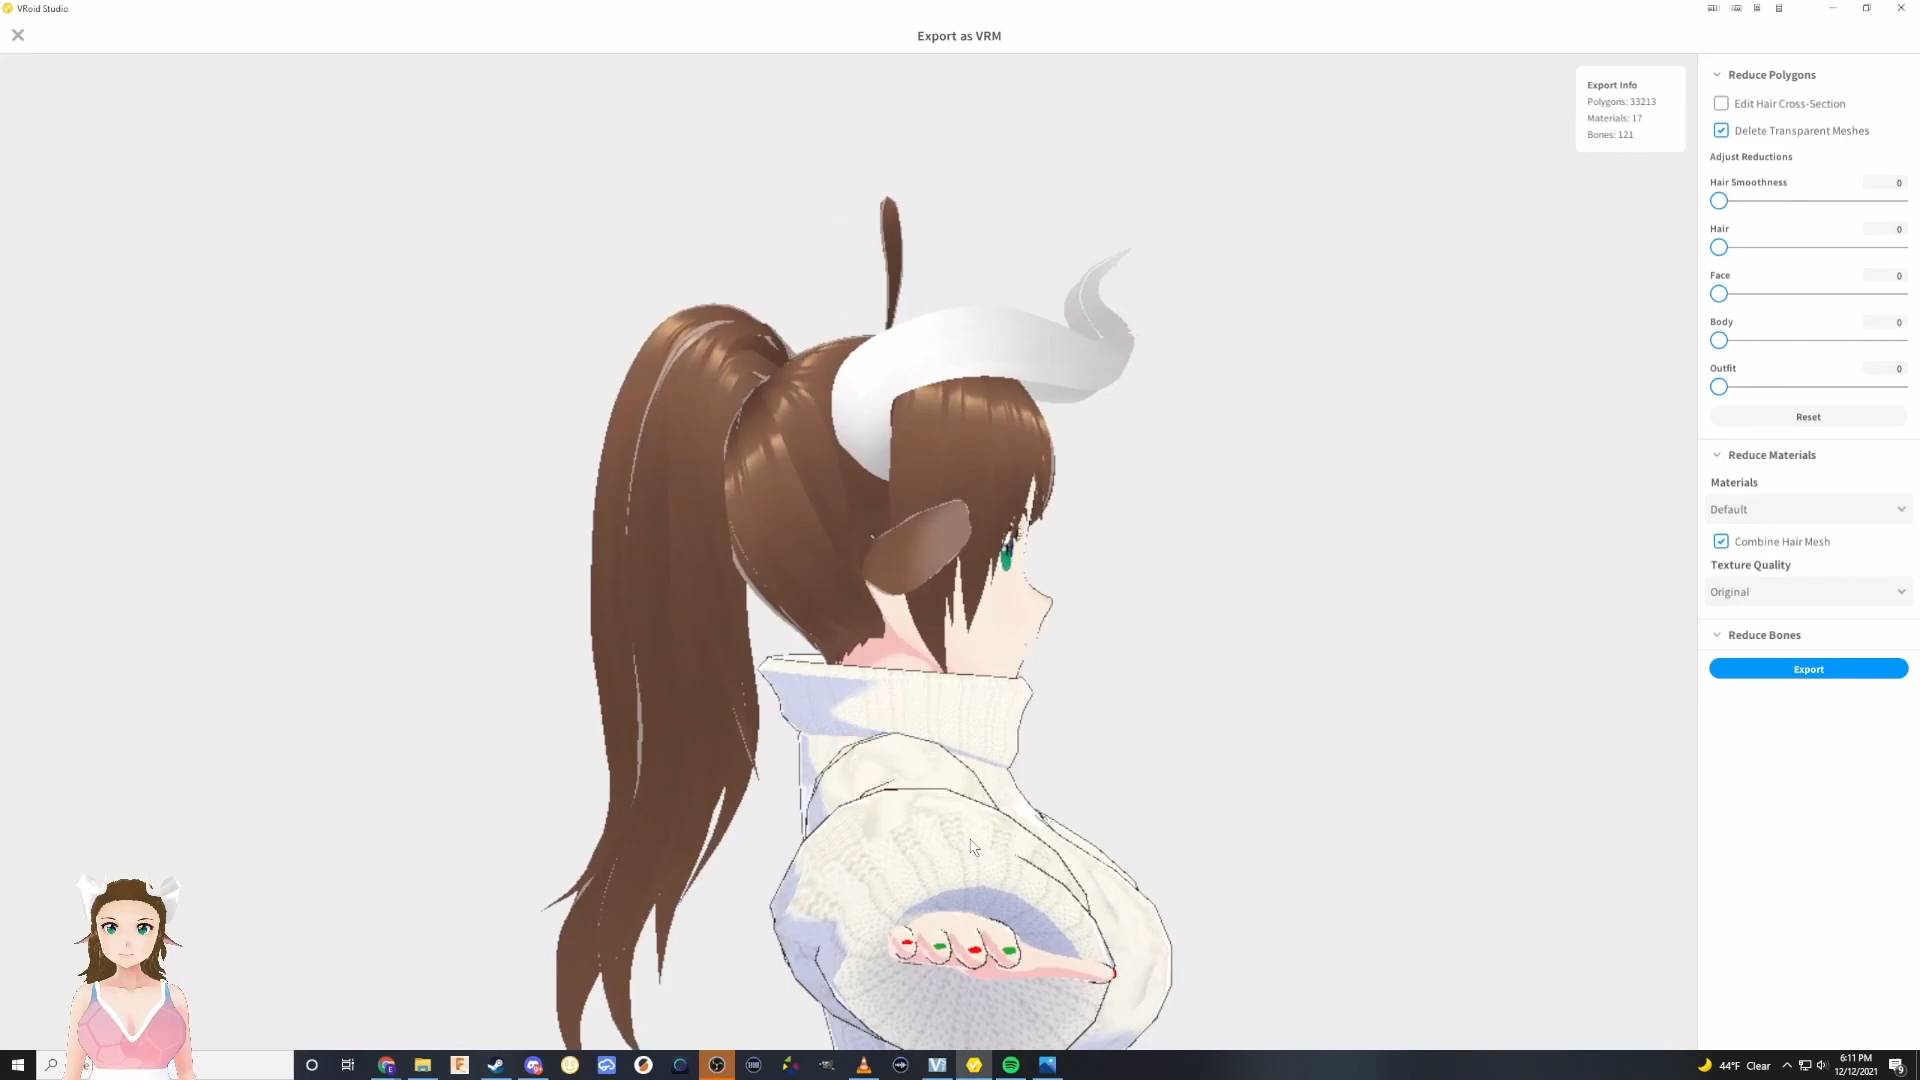 VRoid Studio
Export as VRM
Export Info
Polygons: 33213
Materials: 17
Bones: 121
Reduce Polygons
Edit Hair Cross-Section
Delete Transparent Meshes
Adjust Reductions
Hair Smoothness 0
Hair 0
Face 0
Body 0
Outfit 0
Reset
Reduce Materials
Materials
Default
Combine Hair Mesh
Texture Quality
Original
Reduce Bones
Export
44°F Clear
6:11 PM
12/12/2021